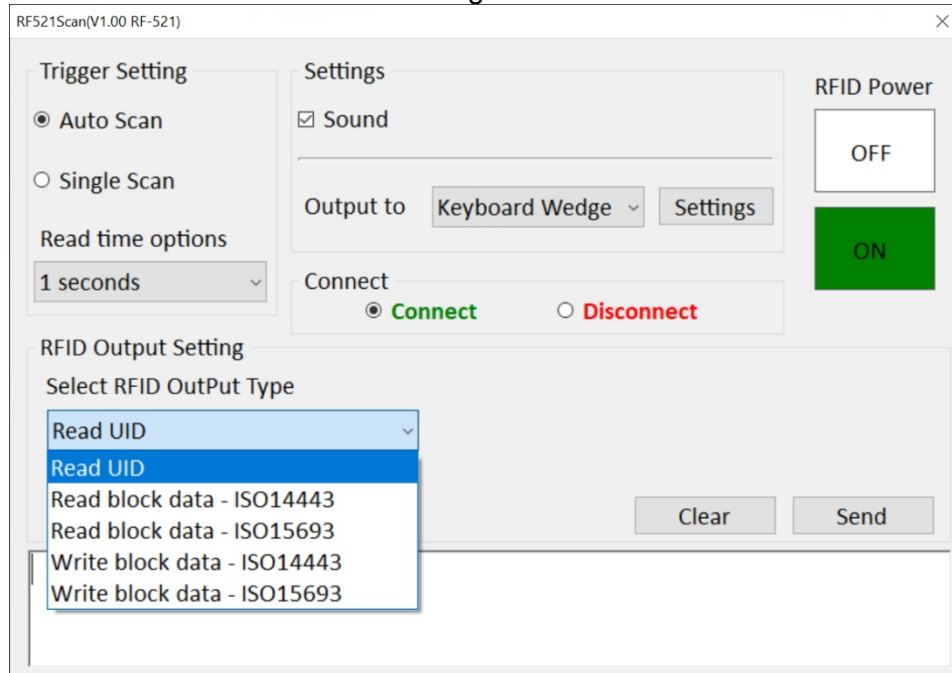 RF521Scan(V1.00 RF-521)
Trigger Setting
Auto Scan
Single Scan
Read time options
1 seconds
Settings
Sound
Output to Keyboard Wedge Settings
Connect
Connect Disconnect
RFID Power
OFF
ON
RFID Output Setting
Select RFID OutPut Type
Read UID
Read UID
Read block data - ISO14443
Read block data - ISO15693
Write block data - ISO14443
Write block data - ISO15693
Clear Send